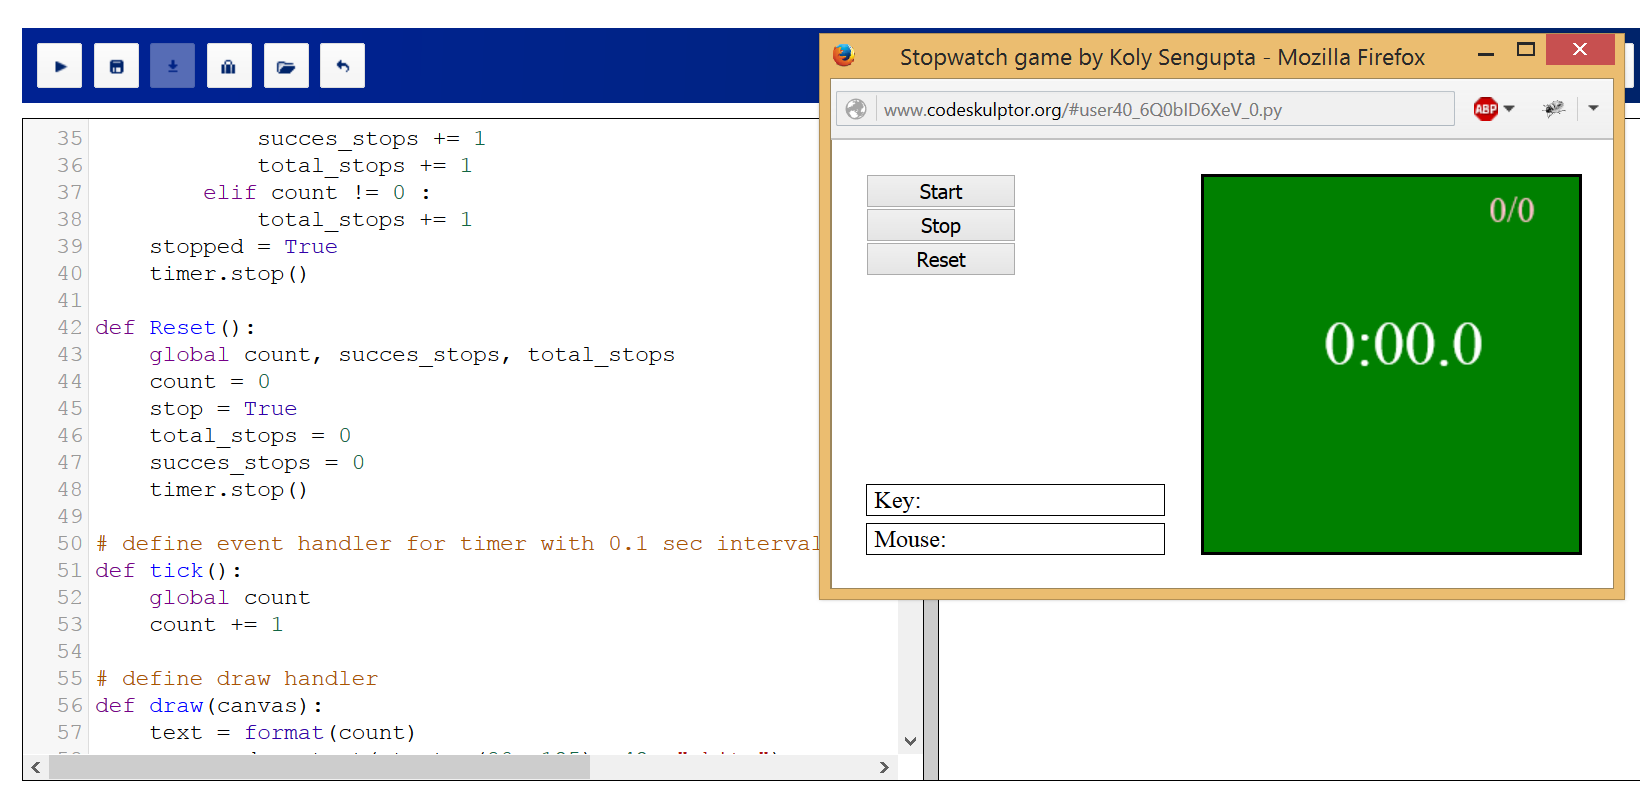 Stopwatch game by Koly Sengupta - Mozilla Firefox
www.codeskulptor.org/#user40_6Q0bID6XeV_0.py
ABP
35 succes_stops += 1
36 total_stops += 1
37 elif count != 0 :
38 total_stops += 1
39 stopped = True
40 timer.stop()
41
42 def Reset():
43 global count, succes_stops, total_stops
44 count = 0
45 stop = True
46 total_stops = 0
47 succes_stops = 0
48 timer.stop()
49
50 # define event handler for timer with 0.1 sec interval
51 def tick():
52 global count
53 count += 1
54
55 # define draw handler
56 def draw(canvas):
57 text = format(count)
Start
Stop
Reset
0/0
0:00.0
Key:
Mouse: